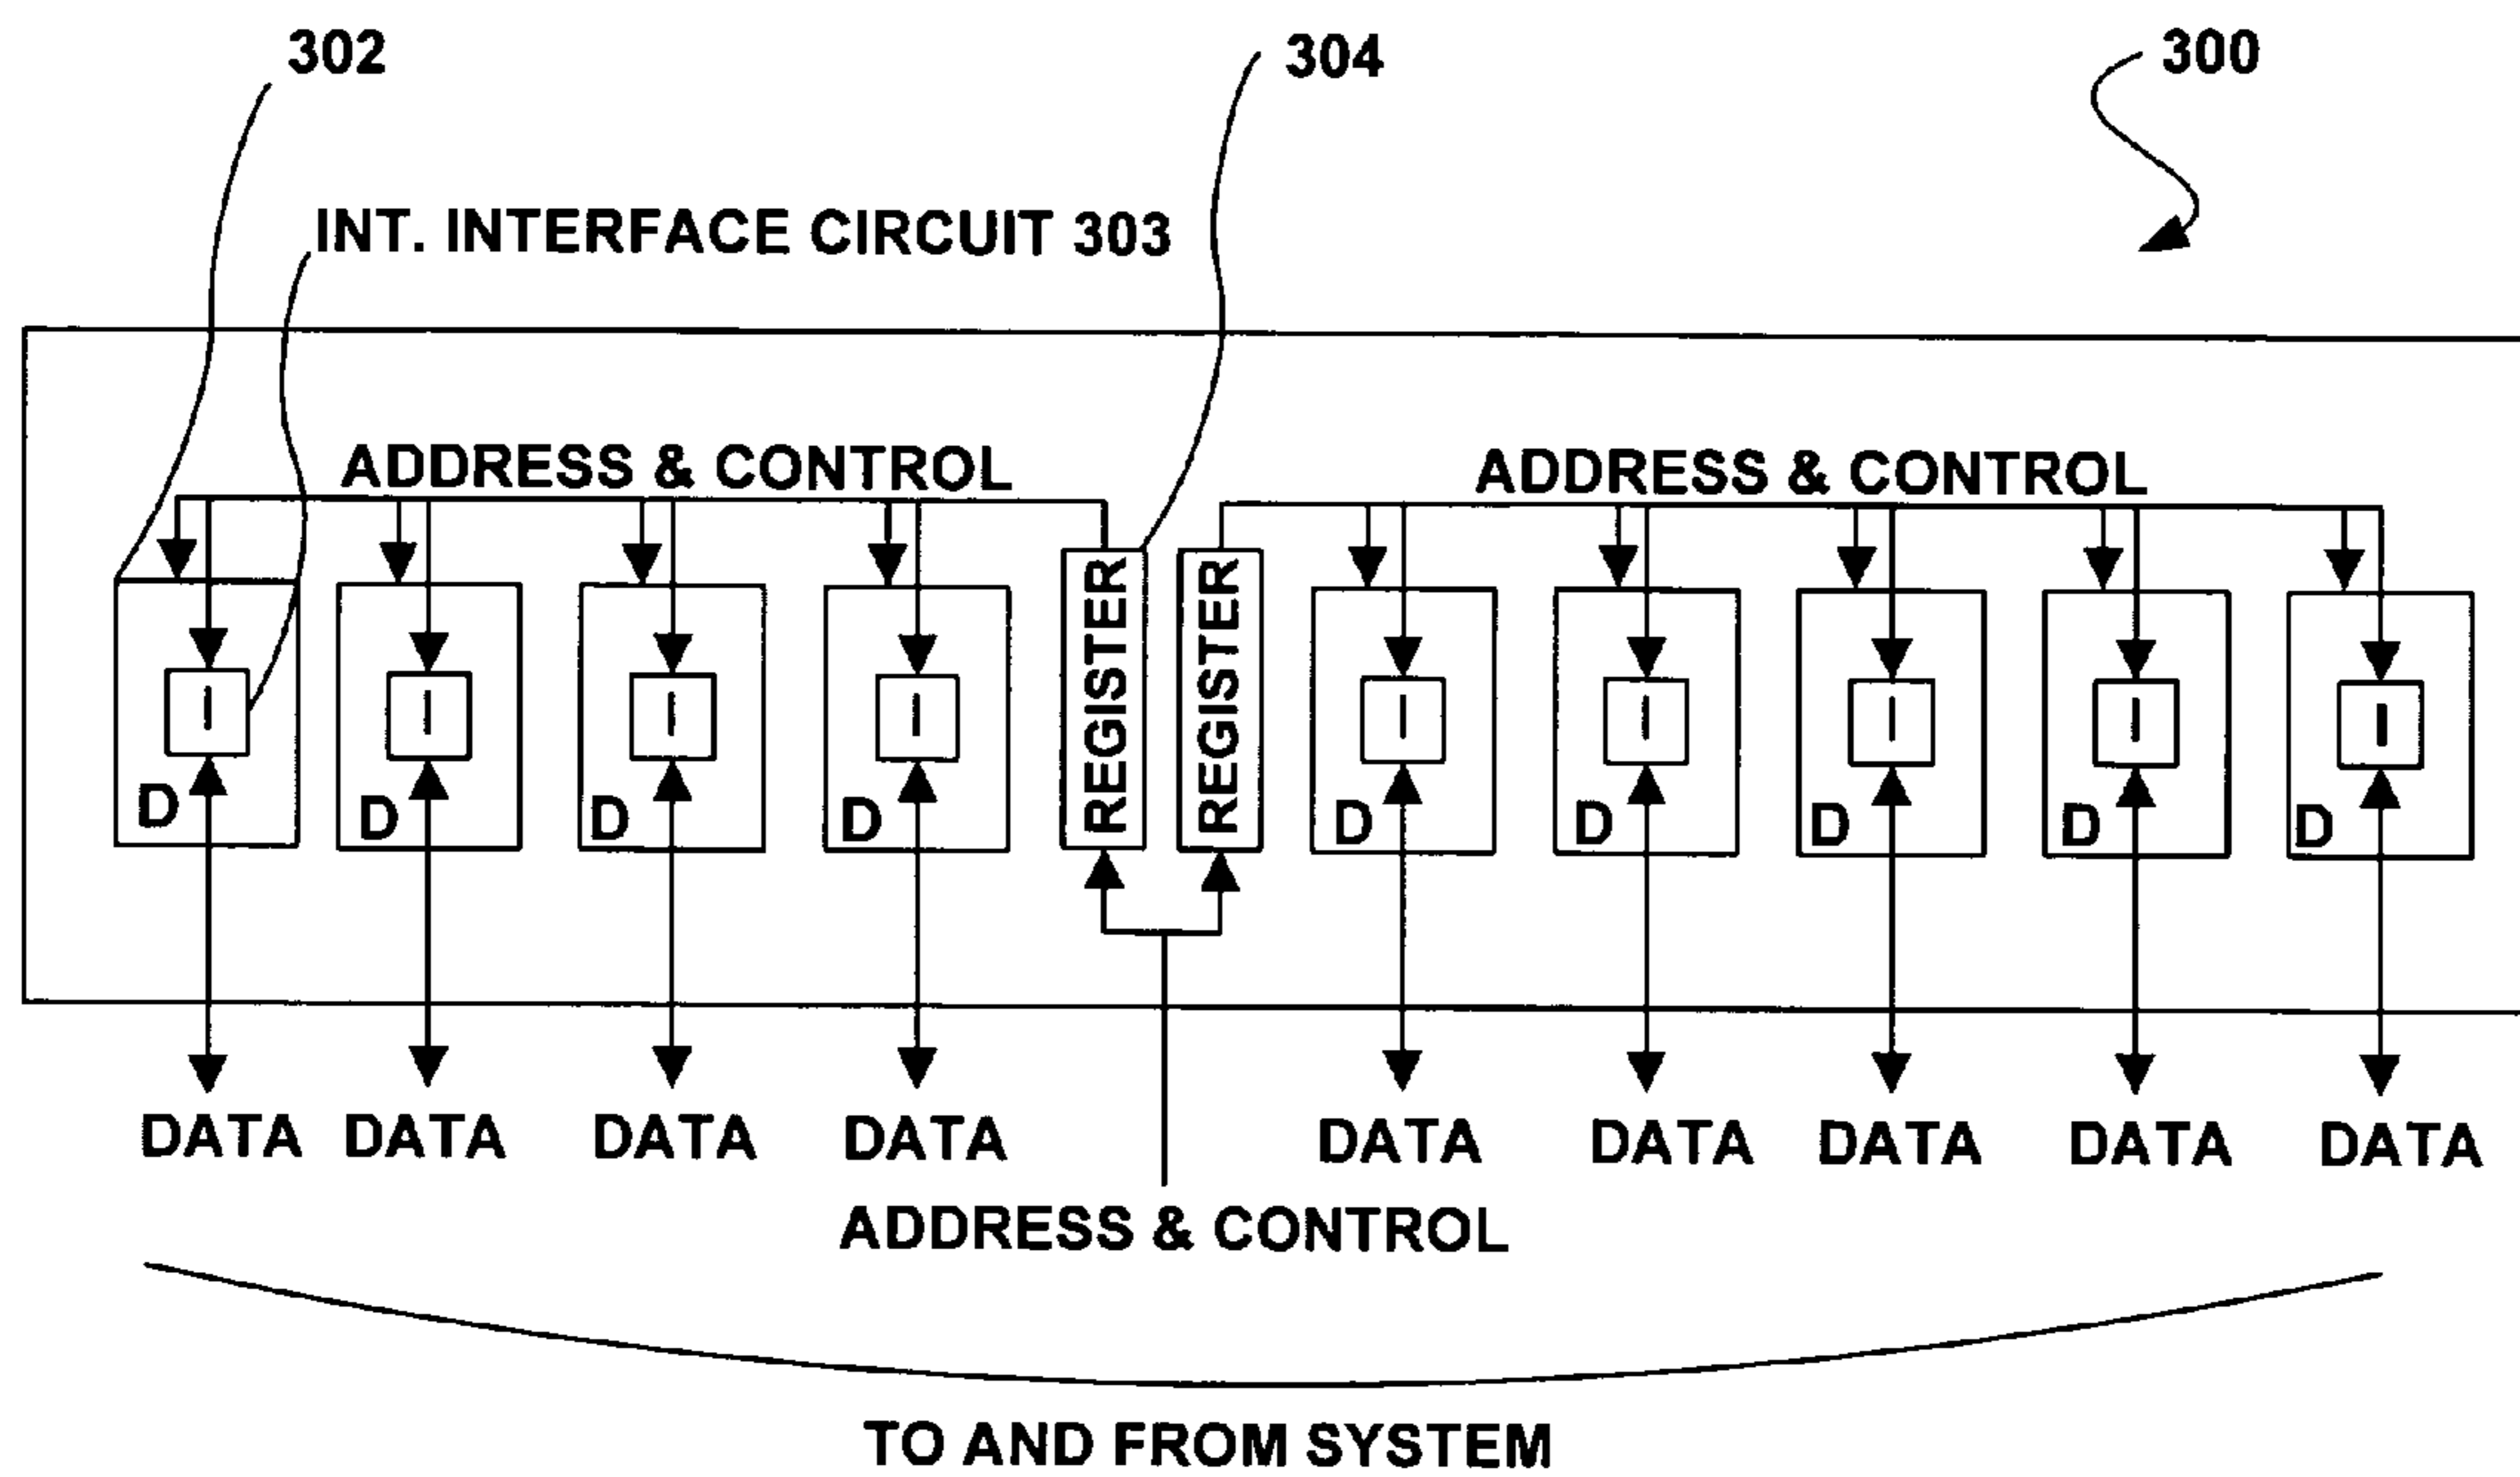 302
304
300
INT. INTERFACE CIRCUIT 303
ADDRESS & CONTROL
ADDRESS & CONTROL
REGISTER
REGISTER
I I I I I I I I I
D D D D D D D D D
DATA DATA DATA DATA DATA DATA DATA DATA DATA
ADDRESS & CONTROL
TO AND FROM SYSTEM